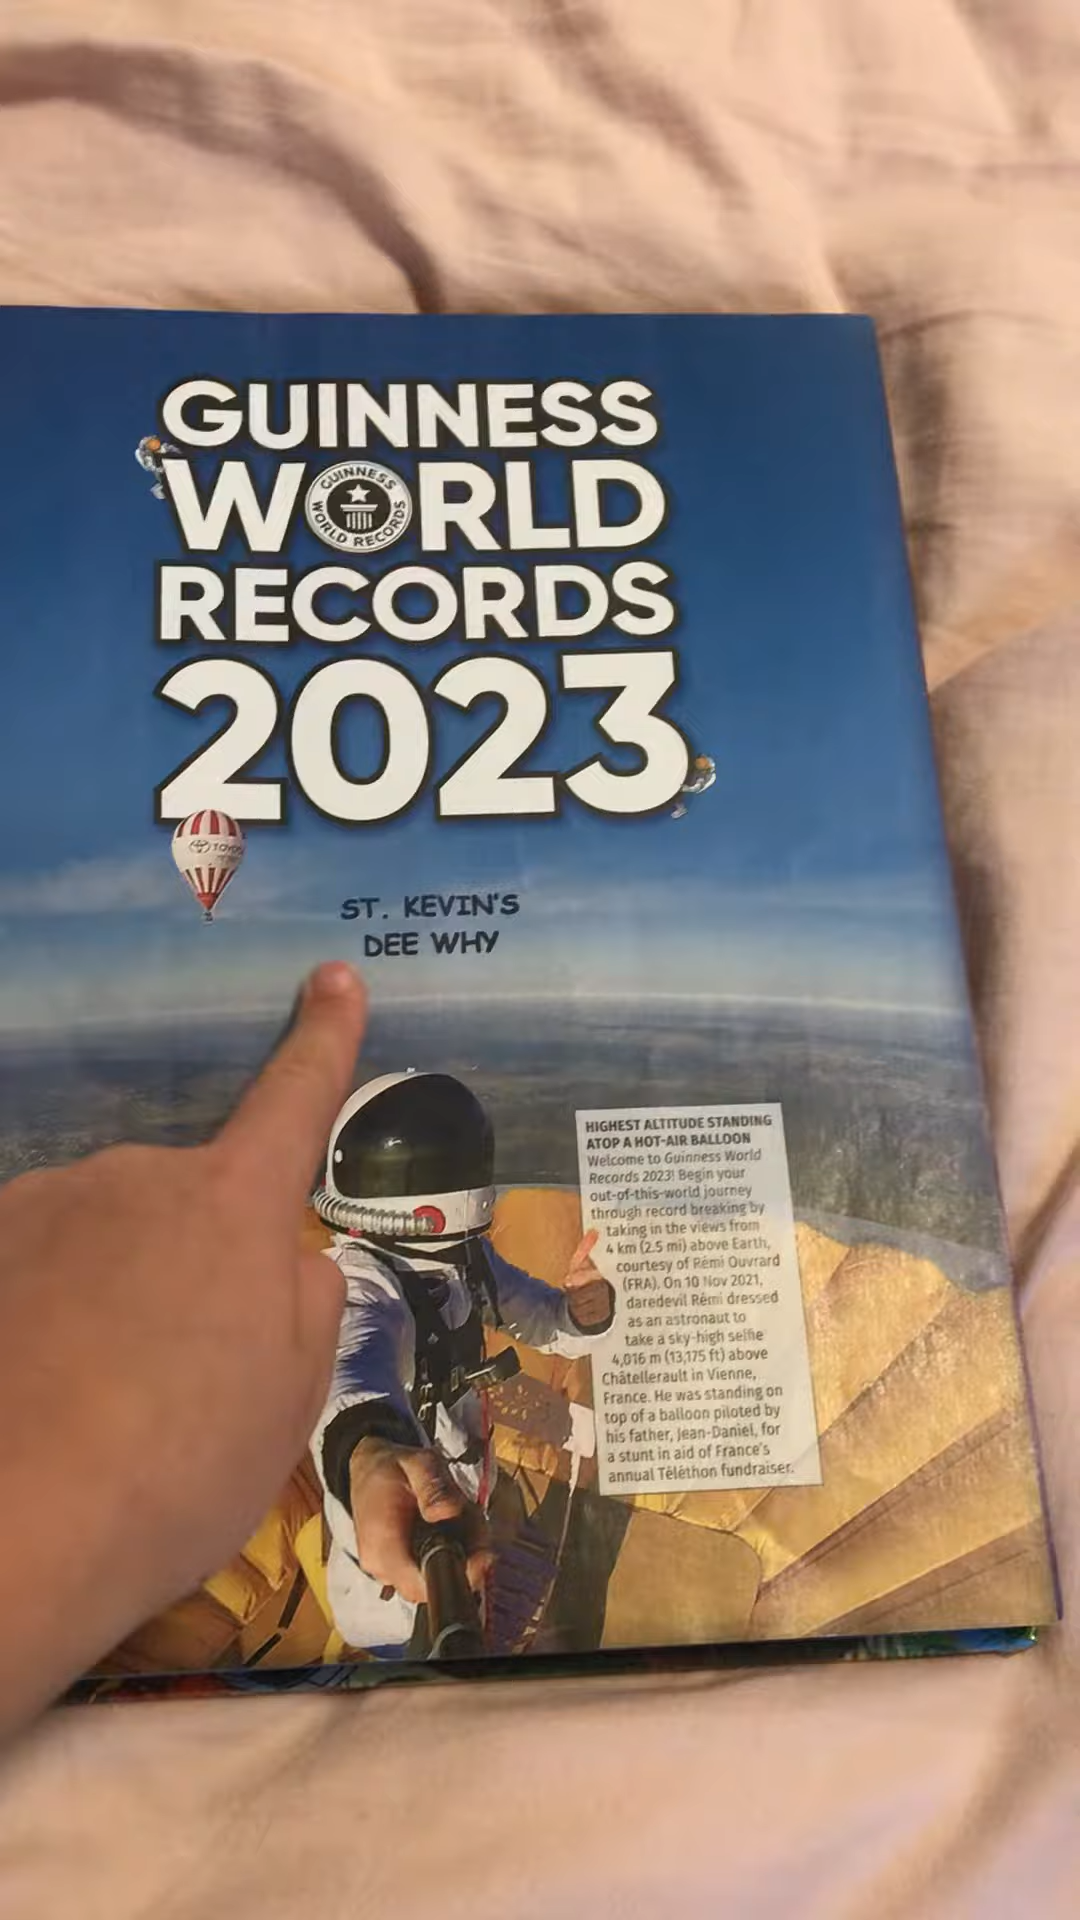 GUINNESS
WORLD
GUINNESS WORLD RECORDS
RECORDS
2023
TOYOTA
ST. KEVIN'S
DEE WHY
HIGHEST ALTITUDE STANDING
ATOP A HOT-AIR BALLOON
Welcome to Guinness World
Records 2023! Begin your
out-of-this-world journey
through record breaking by
taking in the views from
4 km (2.5 mi) above Earth,
courtesy of Rémi Ouvrard
(FRA). On 10 Nov 2021,
daredevil Rémi dressed
as an astronaut to
take a sky-high selfie
4,016 m (13,175 ft) above
Châtellerault in Vienne,
France. He was standing on
top of a balloon piloted by
his father, Jean-Daniel, for
a stunt in aid of France's
annual Téléthon fundraiser.